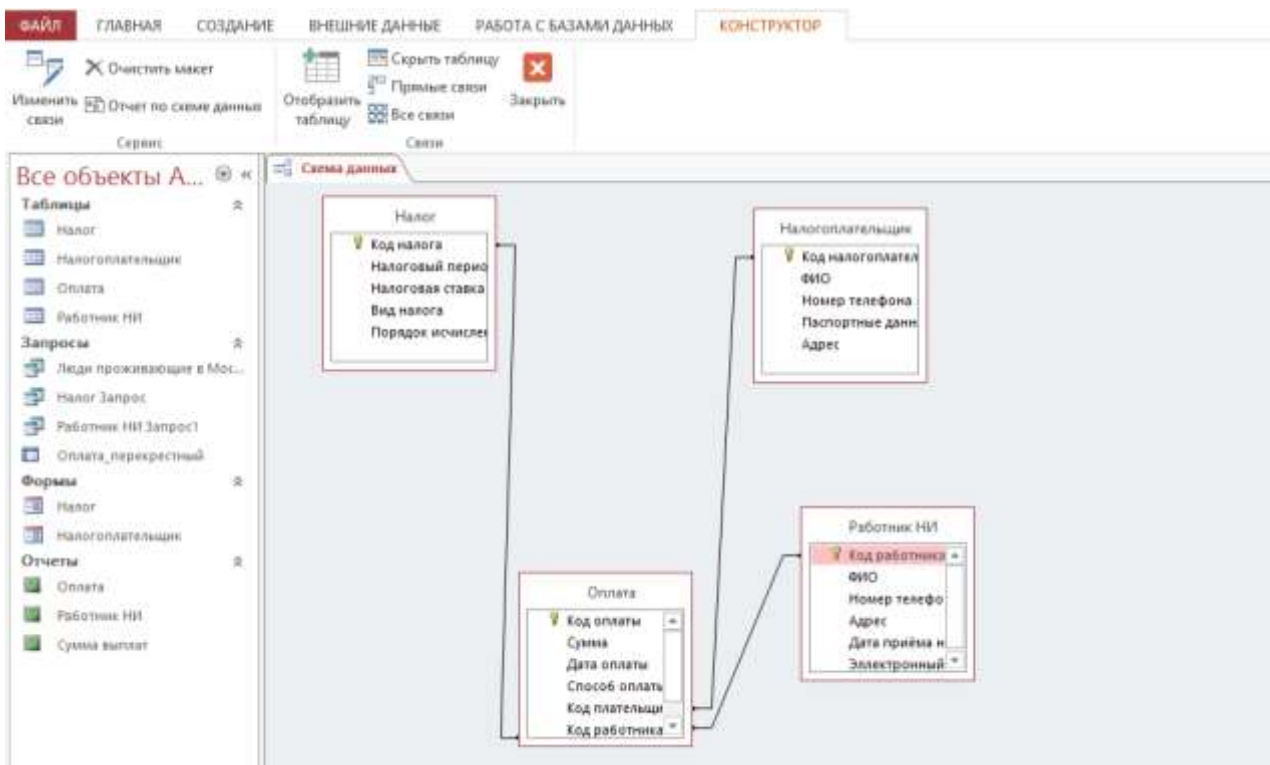 ФАЙЛ ГЛАВНАЯ СОЗДАНИЕ ВНЕШНИЕ ДАННЫЕ РАБОТА С БАЗАМИ ДАННЫХ КОНСТРУКТОР
Изменить связи
Очистить макет
Отчет по схеме данных
Сервис
Отобразить таблицу
Скрыть таблицу
Прямые связи
Все связи
Закрыть
Связи
Все объекты A...
Таблицы
Налог
Налогоплательщик
Оплата
Работник НИ
Запросы
Люди проживающие в Мос...
Налог Запрос
Работник НИ Запрос1
Оплата_перекрестный
Формы
Налог
Налогоплательщик
Отчеты
Оплата
Работник НИ
Сумма выплат
Схема данных
Налог
Код налога
Налоговый перио
Налоговая ставка
Вид налога
Порядок исчислен
Налогоплательщик
Код налогоплател
ФИО
Номер телефона
Паспортные данн
Адрес
Оплата
Код оплаты
Сумма
Дата оплаты
Способ оплаты
Код плательщи
Код работника
Работник НИ
Код работника
ФИО
Номер телефо
Адрес
Дата приёма н
Эллектронный